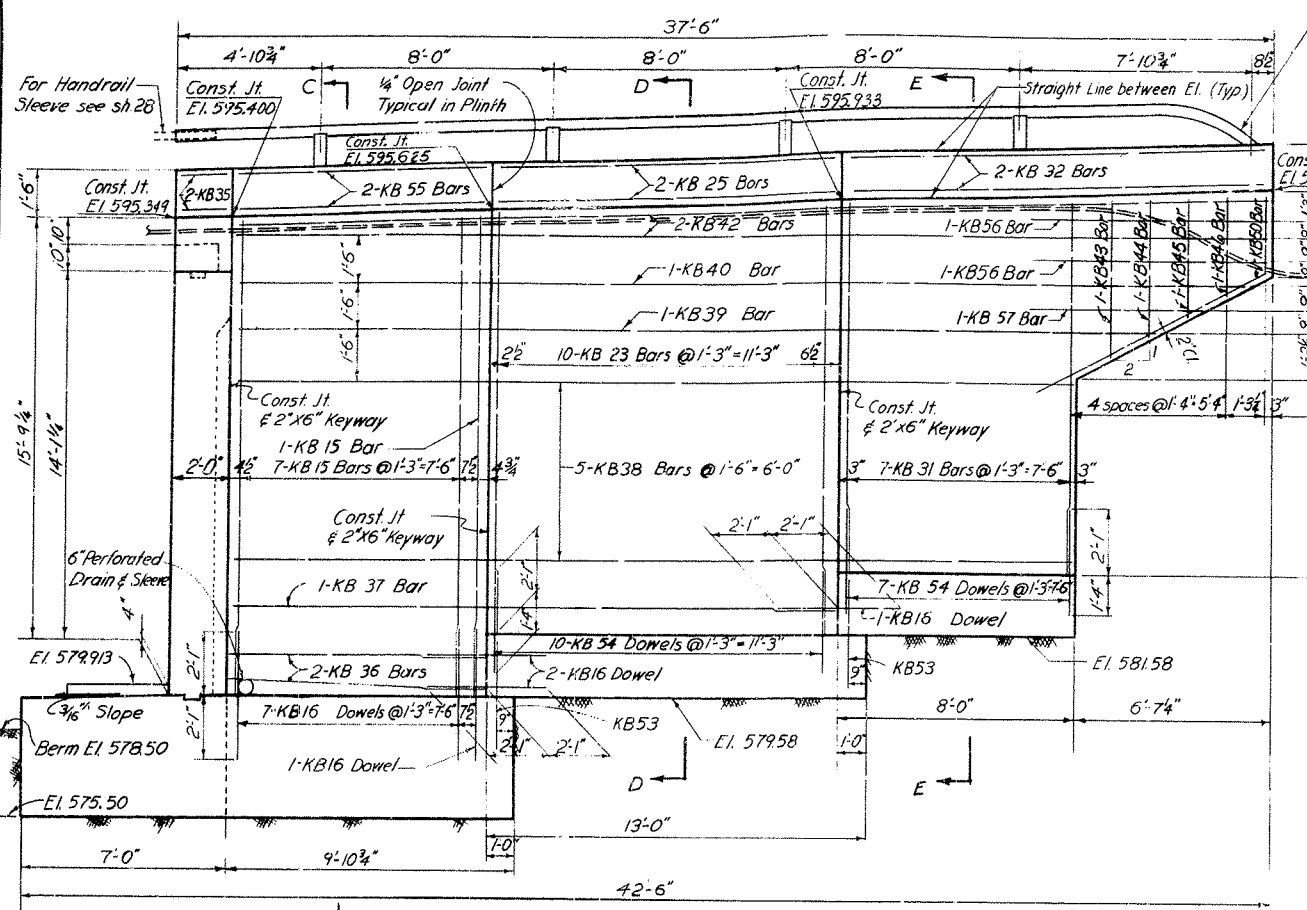 37'-6"
4'-10¾" 8'-0" 8'-0" 8'-0" 7'-10¾" 8½
For Handrail
Sleeve see sh. 28
Const. Jt.
El. 595.400
C
¼" Open Joint
Typical in Plinth
D
Const. Jt.
El. 595.933
E
Straight Line between El. (Typ.)
Const. Jt.
El. 595.625
1'-6"
Const. Jt.
El. 595.349
2-KB35
2-KB 55 Bars
2-KB 25 Bars
2-KB 32 Bars
10" 10"
2-KB42 Bars
1-KB56 Bar
1'-6"
1-KB40 Bar
1-KB56 Bar
1'-6"
1-KB39 Bar
1-KB 57 Bar
1'-6"
1-KB43 Bar
1-KB44 Bar
1-KB45 Bar
1-KB46 Bar
1-KB50 Bar
2½" 10-KB 23 Bars @ 1'-3" = 11'-3" 6½"
2" Cl.
1
2
Const. Jt.
& 2"x6" Keyway
Const. Jt.
& 2"x6" Keyway
4 spaces @ 1'-4"= 5'-4" 1'-3½" 3"
15'-9¼"
14'-1¼"
1-KB 15 Bar
2'-0" 4½" 7-KB 15 Bars @ 1'-3"=7'-6" 7½" 4¾"
5-KB38 Bars @ 1'-6" = 6'-0"
3" 7-KB 31 Bars @ 1'-3"= 7'-6" 3"
Const. Jt
& 2"x6" Keyway
2'-1" 2'-1"
2'-1"
6" Perforated
Drain & Sleeve
4"
1-KB 37 Bar
2'-1"
1'-4"
7-KB 54 Dowels @ 1'-3"=7'-6"
1'-4"
1-KB16 Dowel
10-KB 54 Dowels @ 1'-3" = 11'-3"
El. 579.913
2'-1"
2-KB 36 Bars
2-KB16 Dowel
KB53
El. 581.58
9"
3/16" Slope
2'-1"
7-KB16 Dowels @ 1'-3"=7'-6" 7½
9"
KB53
8'-0" 6'-7¼"
Berm El. 578.50
2'-1" 2'-1"
El. 579.58
1'-0"
1-KB16 Dowel
D
E
El. 575.50
13'-0"
1'-0"
7'-0" 9'-10¾"
42'-6"